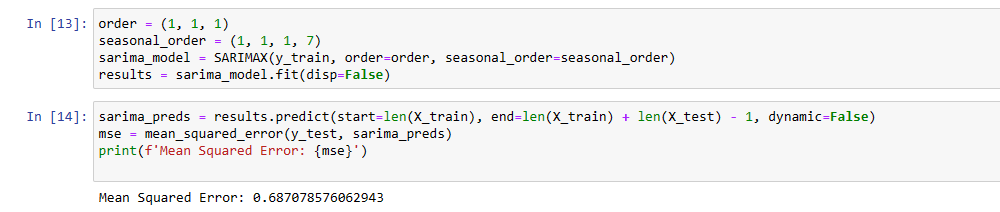 In [13]: order = (1, 1, 1)
seasonal_order = (1, 1, 1, 7)
sarima_model = SARIMAX(y_train, order=order, seasonal_order=seasonal_order)
results = sarima_model.fit(disp=False)
In [14]: sarima_preds = results.predict(start=len(X_train), end=len(X_train) + len(X_test) - 1, dynamic=False)
mse = mean_squared_error(y_test, sarima_preds)
print(f'Mean Squared Error: {mse}')
Mean Squared Error: 0.687078576062943